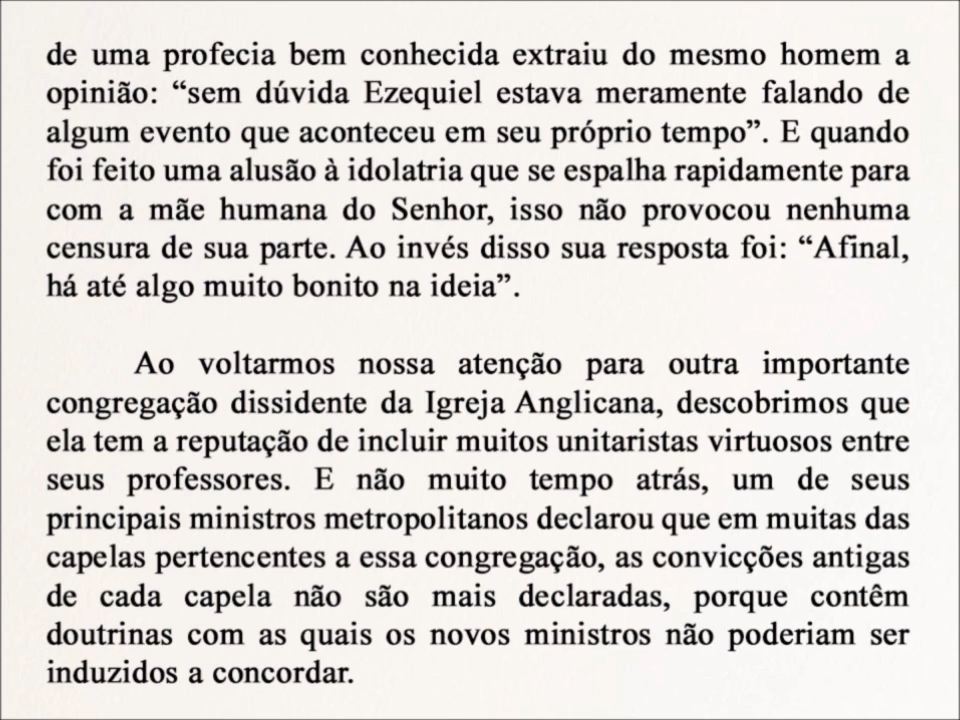 de uma profecia bem conhecida extraiu do mesmo homem a
opinião: “sem dúvida Ezequiel estava meramente falando de
algum evento que aconteceu em seu próprio tempo”. E quando
foi feito uma alusão à idolatria que se espalha rapidamente para
com a mãe humana do Senhor, isso não provocou nenhuma
censura de sua parte. Ao invés disso sua resposta foi: “Afinal,
há até algo muito bonito na ideia”.
Ao voltarmos nossa atenção para outra importante
congregação dissidente da Igreja Anglicana, descobrimos que
ela tem a reputação de incluir muitos unitaristas virtuosos entre
seus professores. E não muito tempo atrás, um de seus
principais ministros metropolitanos declarou que em muitas das
capelas pertencentes a essa congregação, as convicções antigas
de cada capela não são mais declaradas, porque contêm
doutrinas com as quais os novos ministros não poderiam ser
induzidos a concordar.